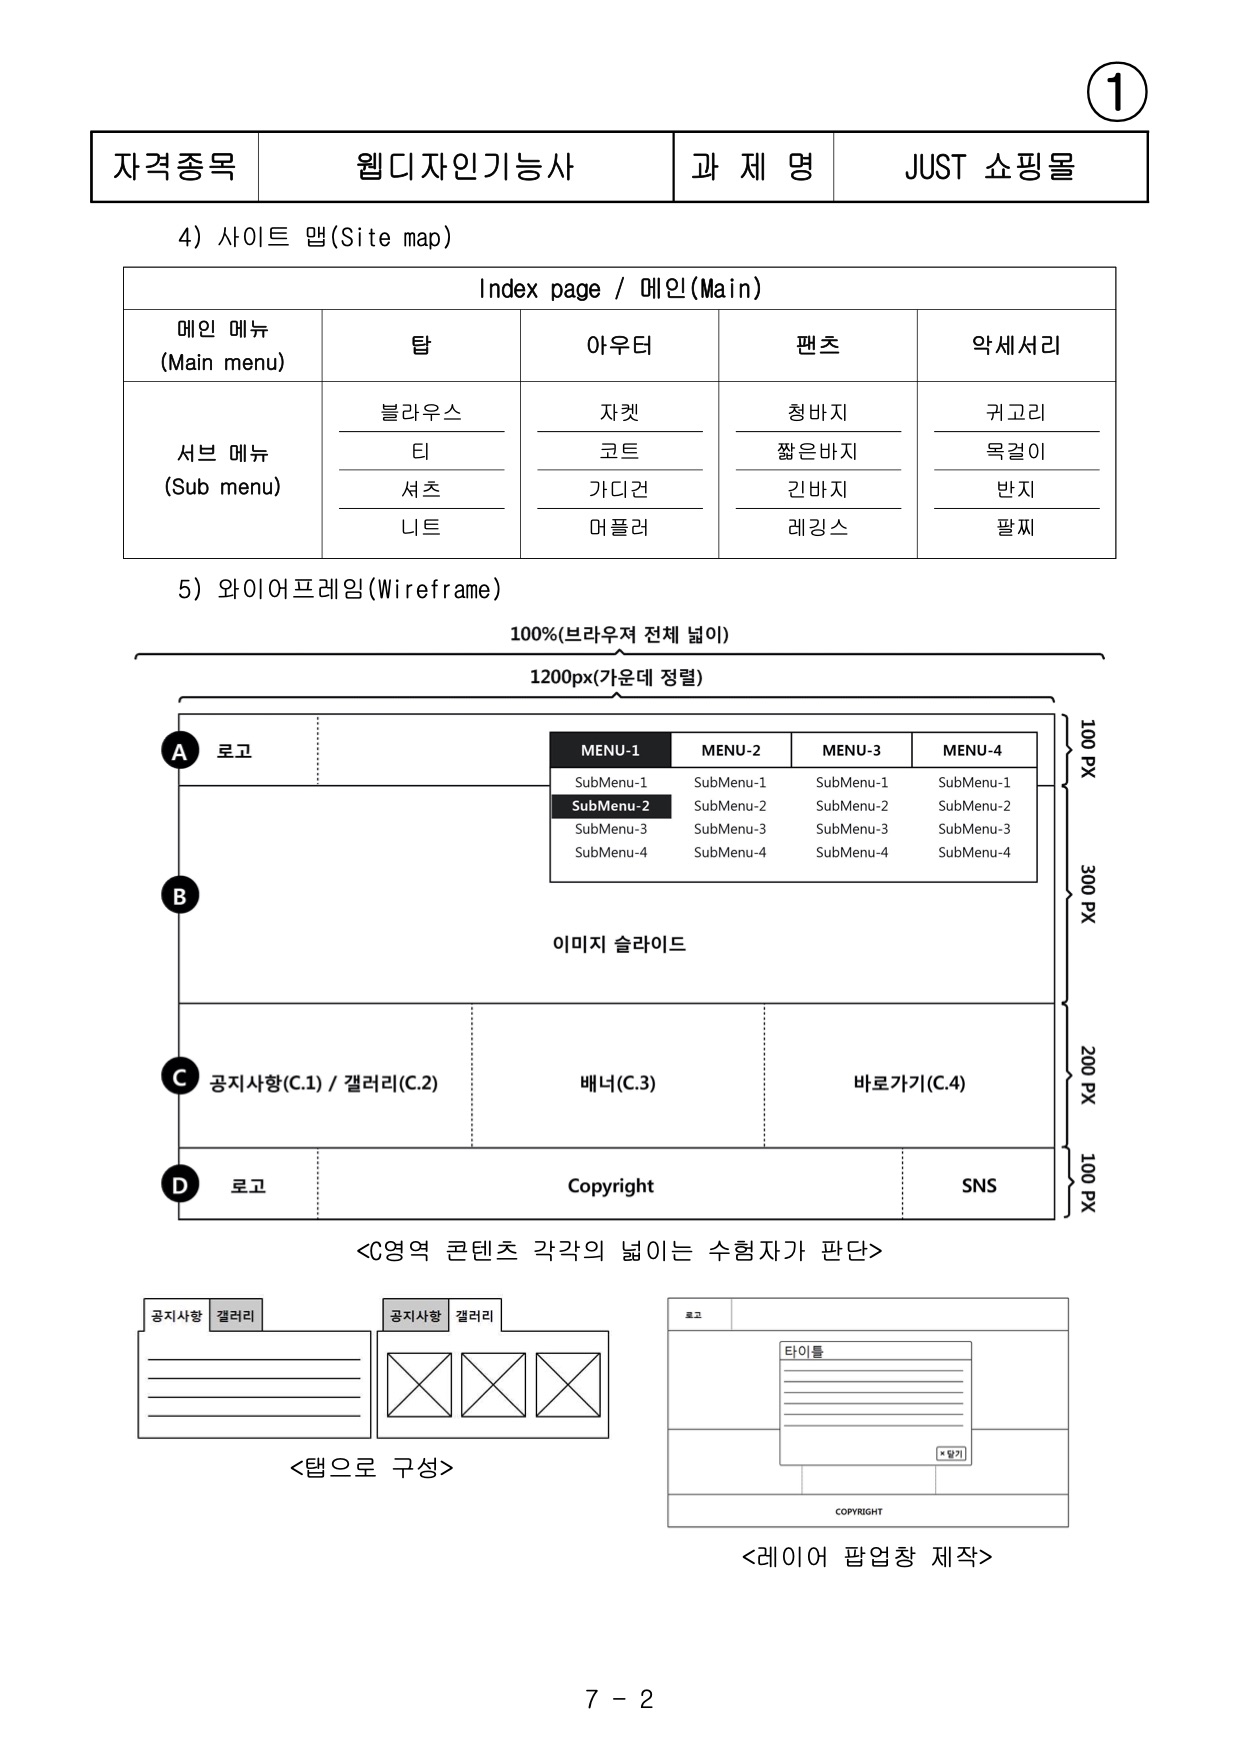 ①
자격종목 웹디자인기능사 과 제 명 JUST 쇼핑몰
4) 사이트 맵(Site map)
Index page / 메인(Main)
메인 메뉴
(Main menu)
탑 아우터 팬츠 악세서리
서브 메뉴
(Sub menu)
블라우스 자켓 청바지 귀고리
티 코트 짧은바지 목걸이
셔츠 가디건 긴바지 반지
니트 머플러 레깅스 팔찌
5) 와이어프레임(Wireframe)
100%(브라우져 전체 넓이)
1200px(가운데 정렬)
A 로고
MENU-1 MENU-2 MENU-3 MENU-4
SubMenu-1 SubMenu-1 SubMenu-1 SubMenu-1
SubMenu-2 SubMenu-2 SubMenu-2 SubMenu-2
SubMenu-3 SubMenu-3 SubMenu-3 SubMenu-3
SubMenu-4 SubMenu-4 SubMenu-4 SubMenu-4
100 PX
B
이미지 슬라이드
300 PX
C 공지사항(C.1) / 갤러리(C.2) 배너(C.3) 바로가기(C.4)
200 PX
D 로고 Copyright SNS
100 PX
<C영역 콘텐츠 각각의 넓이는 수험자가 판단>
공지사항 갤러리
공지사항 갤러리
<탭으로 구성>
로고
타이틀
× 닫기
COPYRIGHT
<레이어 팝업창 제작>
7 - 2